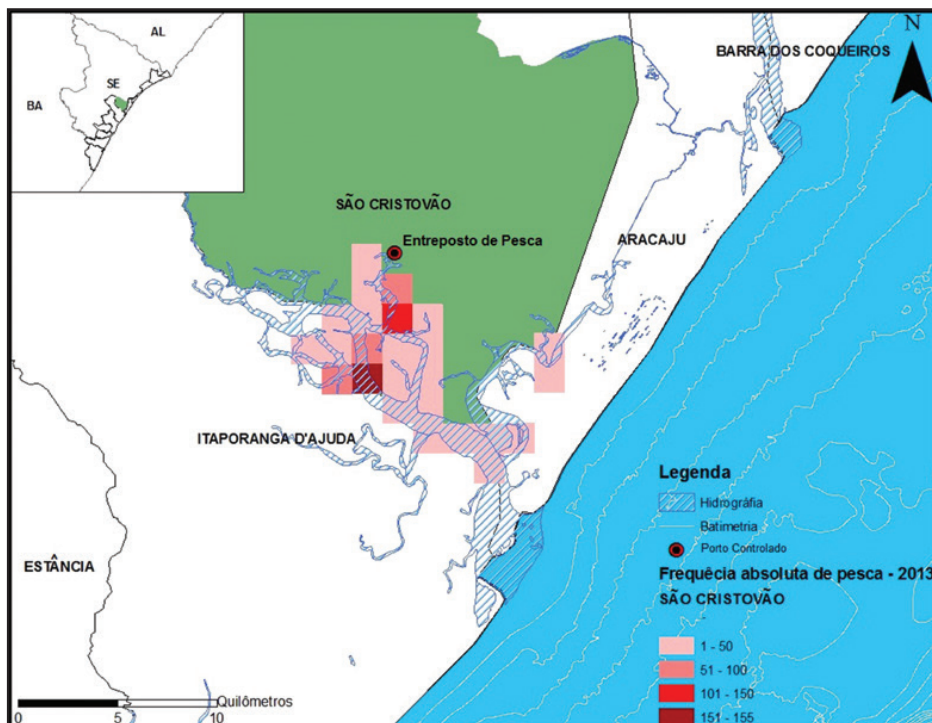 AL
SE
BA
N
BARRA DOS COQUEIROS
SÃO CRISTOVÃO
Entreposto de Pesca
ARACAJU
ITAPORANGA D'AJUDA
ESTÂNCIA
Legenda
Hidrográfia
Batimetria
Porto Controlado
Frequêcia absoluta de pesca - 2013
SÃO CRISTOVÃO
-
1 - 50
51 - 100
101 - 150
151 - 155
Quilômetros
0 5 10